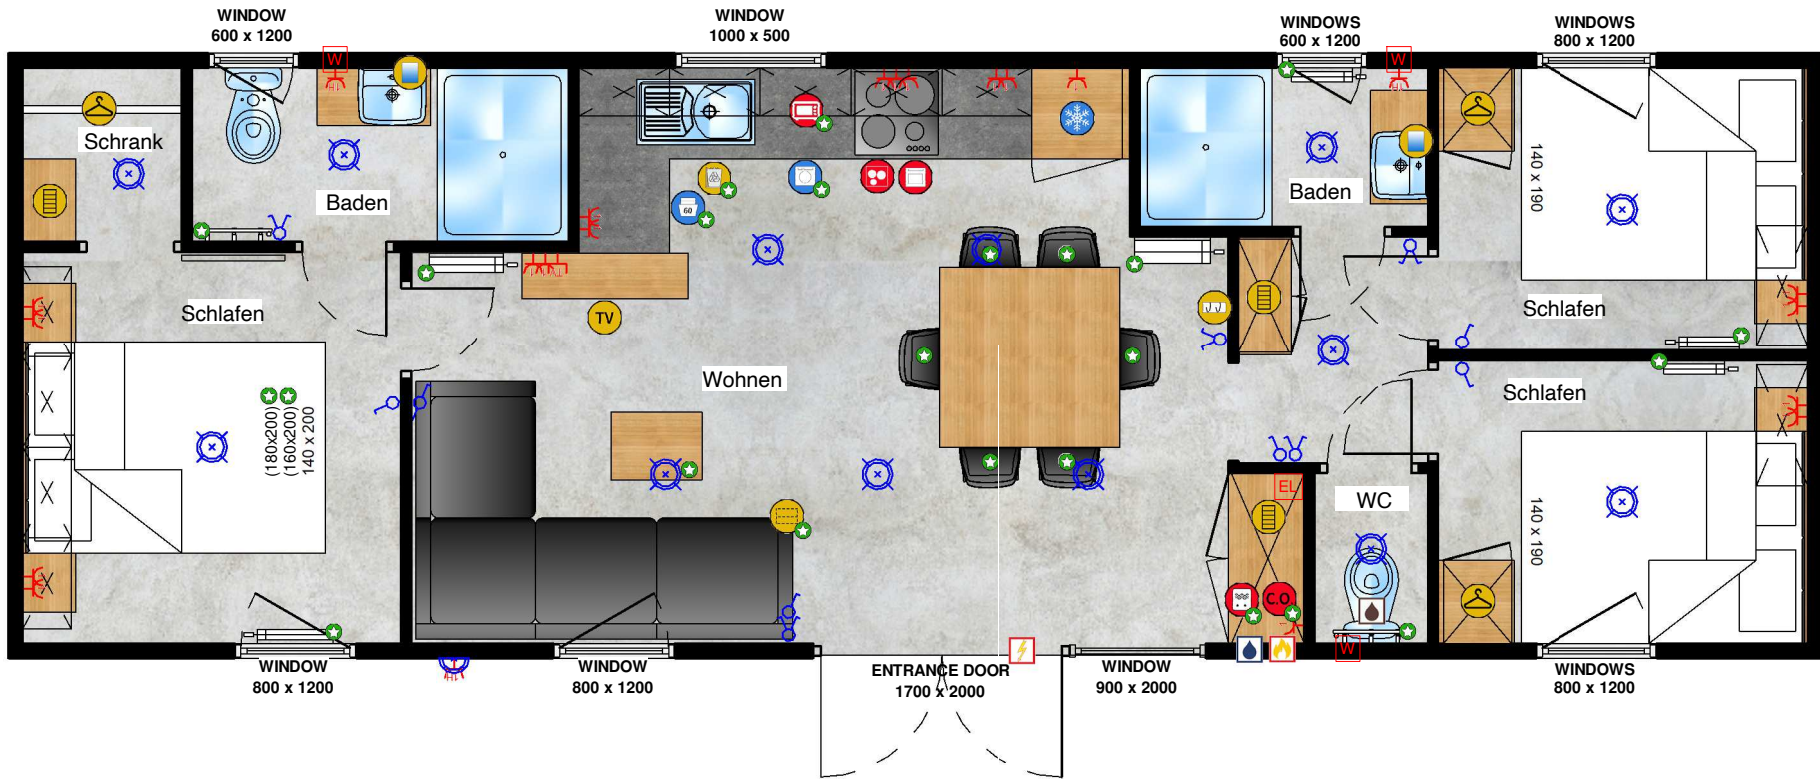 WINDOW
600 x 1200
WINDOW
1000 x 500
WINDOWS
600 x 1200
WINDOWS
800 x 1200
W
W
Schrank
Baden
Baden
140 x 190
60
Schlafen
TV
Schlafen
Wohnen
Schlafen
(180x200)
(160x200)
140 x 200
EL
WC
140 x 190
C.O
W
WINDOW
800 x 1200
WINDOW
800 x 1200
ENTRANCE DOOR
1700 x 2000
WINDOW
900 x 2000
WINDOWS
800 x 1200